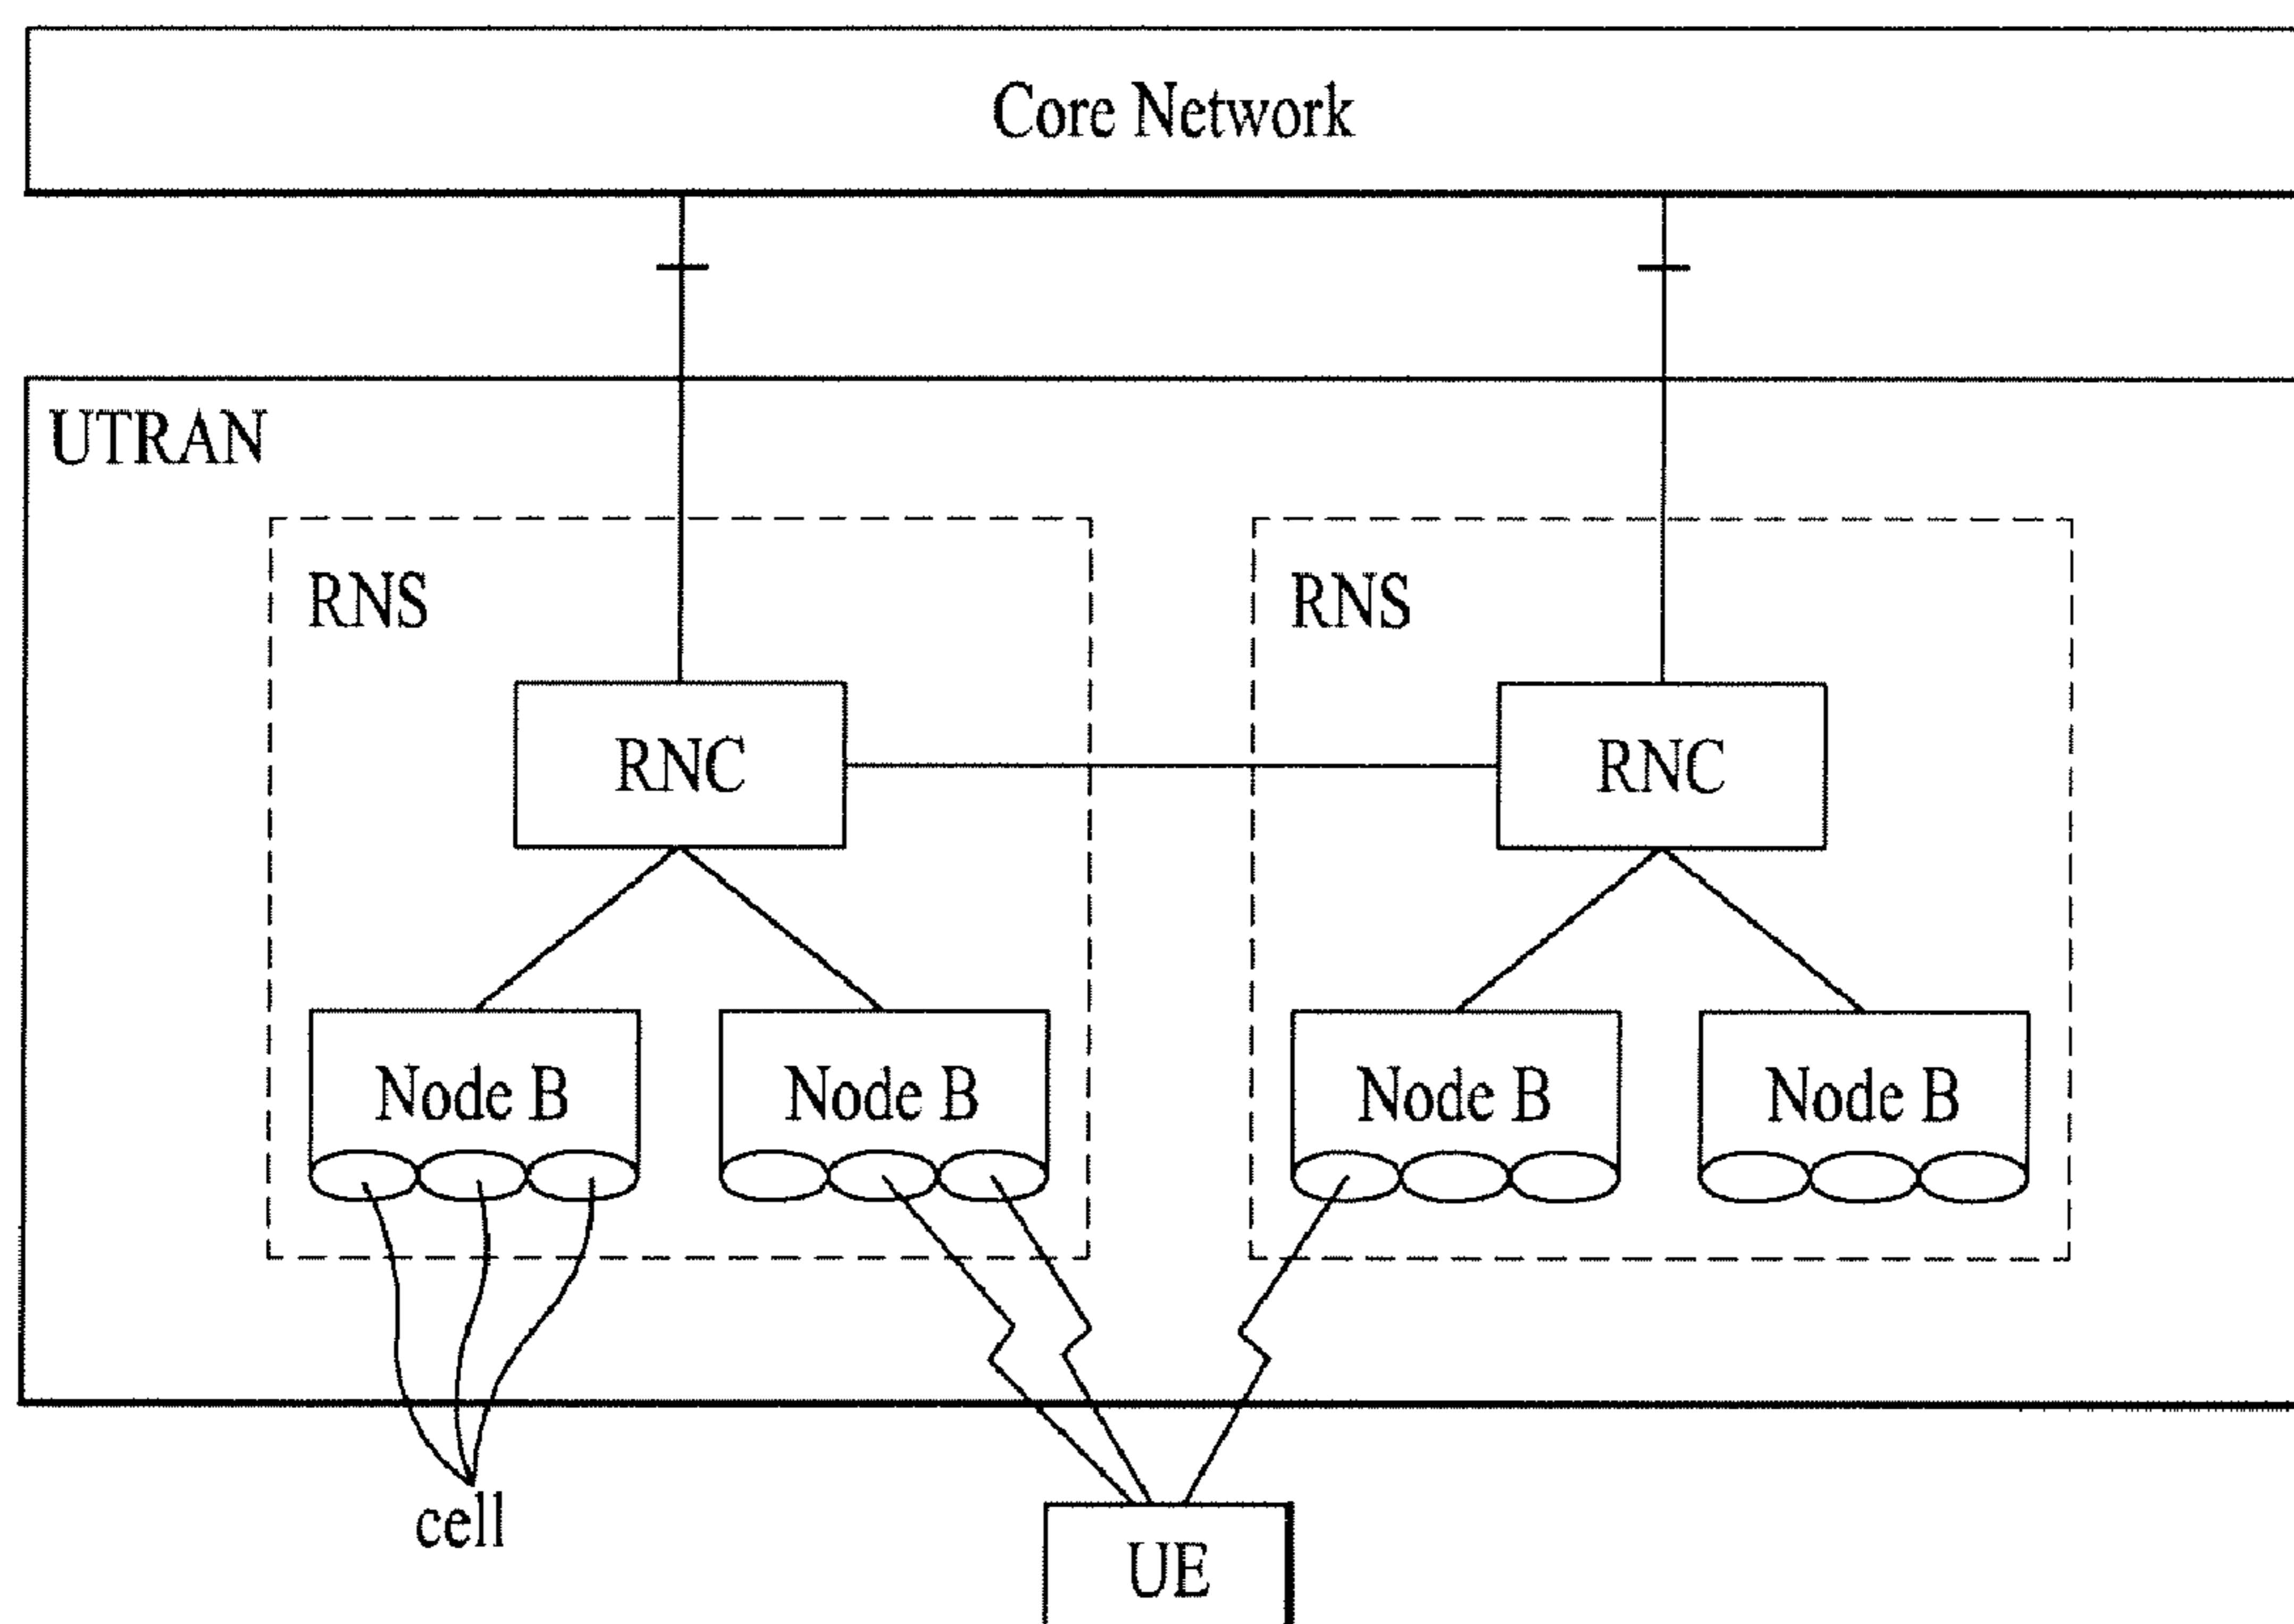 Core Network
UTRAN
RNS
RNS
RNC
RNC
Node B
Node B
Node B
Node B
cell
UE